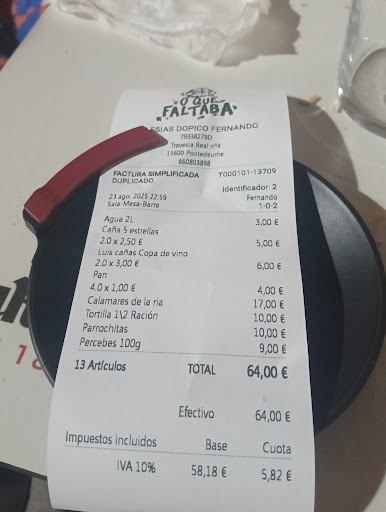 O QUE
FALTABA
ESIAS DOPICO FERNANDO
79338279D
Travesia Real nº4
15600 Pontedeume
660803898
FACTURA SIMPLIFICADA T000101-13709
DUPLICADO
Identificador: 2
23 ago. 2025 22:59 Fernando
Sala-Mesa-Barra 1-0-2
Agua 2L 3,00 €
Caña 5 estrellas
2.0 x 2,50 € 5,00 €
Luis cañas Copa de vino
2.0 x 3,00 € 6,00 €
Pan
4.0 x 1,00 € 4,00 €
Calamares de la ria 17,00 €
Tortilla 1\2 Ración 10,00 €
Parrochitas 10,00 €
Percebes 100g 9,00 €
13 Artículos TOTAL 64,00 €
Efectivo 64,00 €
Impuestos incluidos Base Cuota
IVA 10% 58,18 € 5,82 €